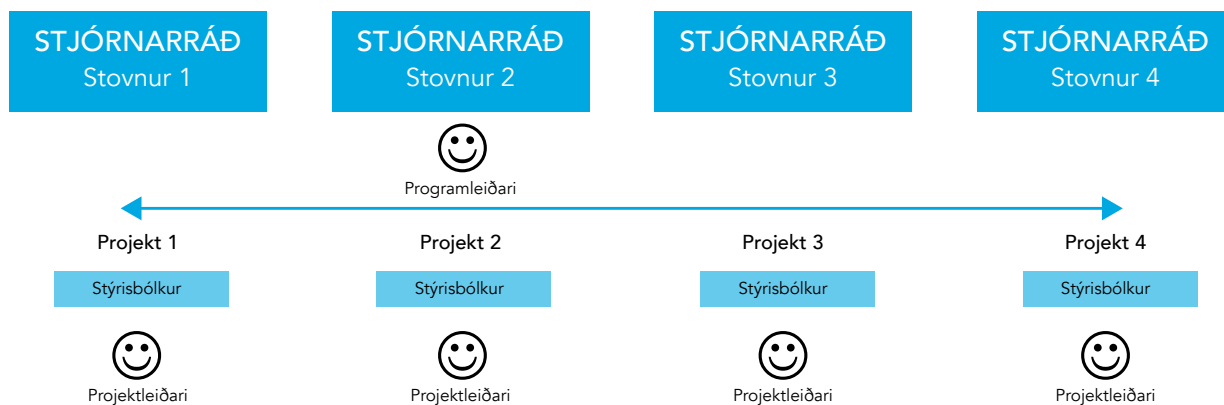 STJÓRNARRÁÐ
Stovnur 1
STJÓRNARRÁÐ
Stovnur 2
STJÓRNARRÁÐ
Stovnur 3
STJÓRNARRÁÐ
Stovnur 4
Programleiðari
Projekt 1
Projekt 2
Projekt 3
Projekt 4
Stýrisbólkur
Stýrisbólkur
Stýrisbólkur
Stýrisbólkur
Projektleiðari
Projektleiðari
Projektleiðari
Projektleiðari